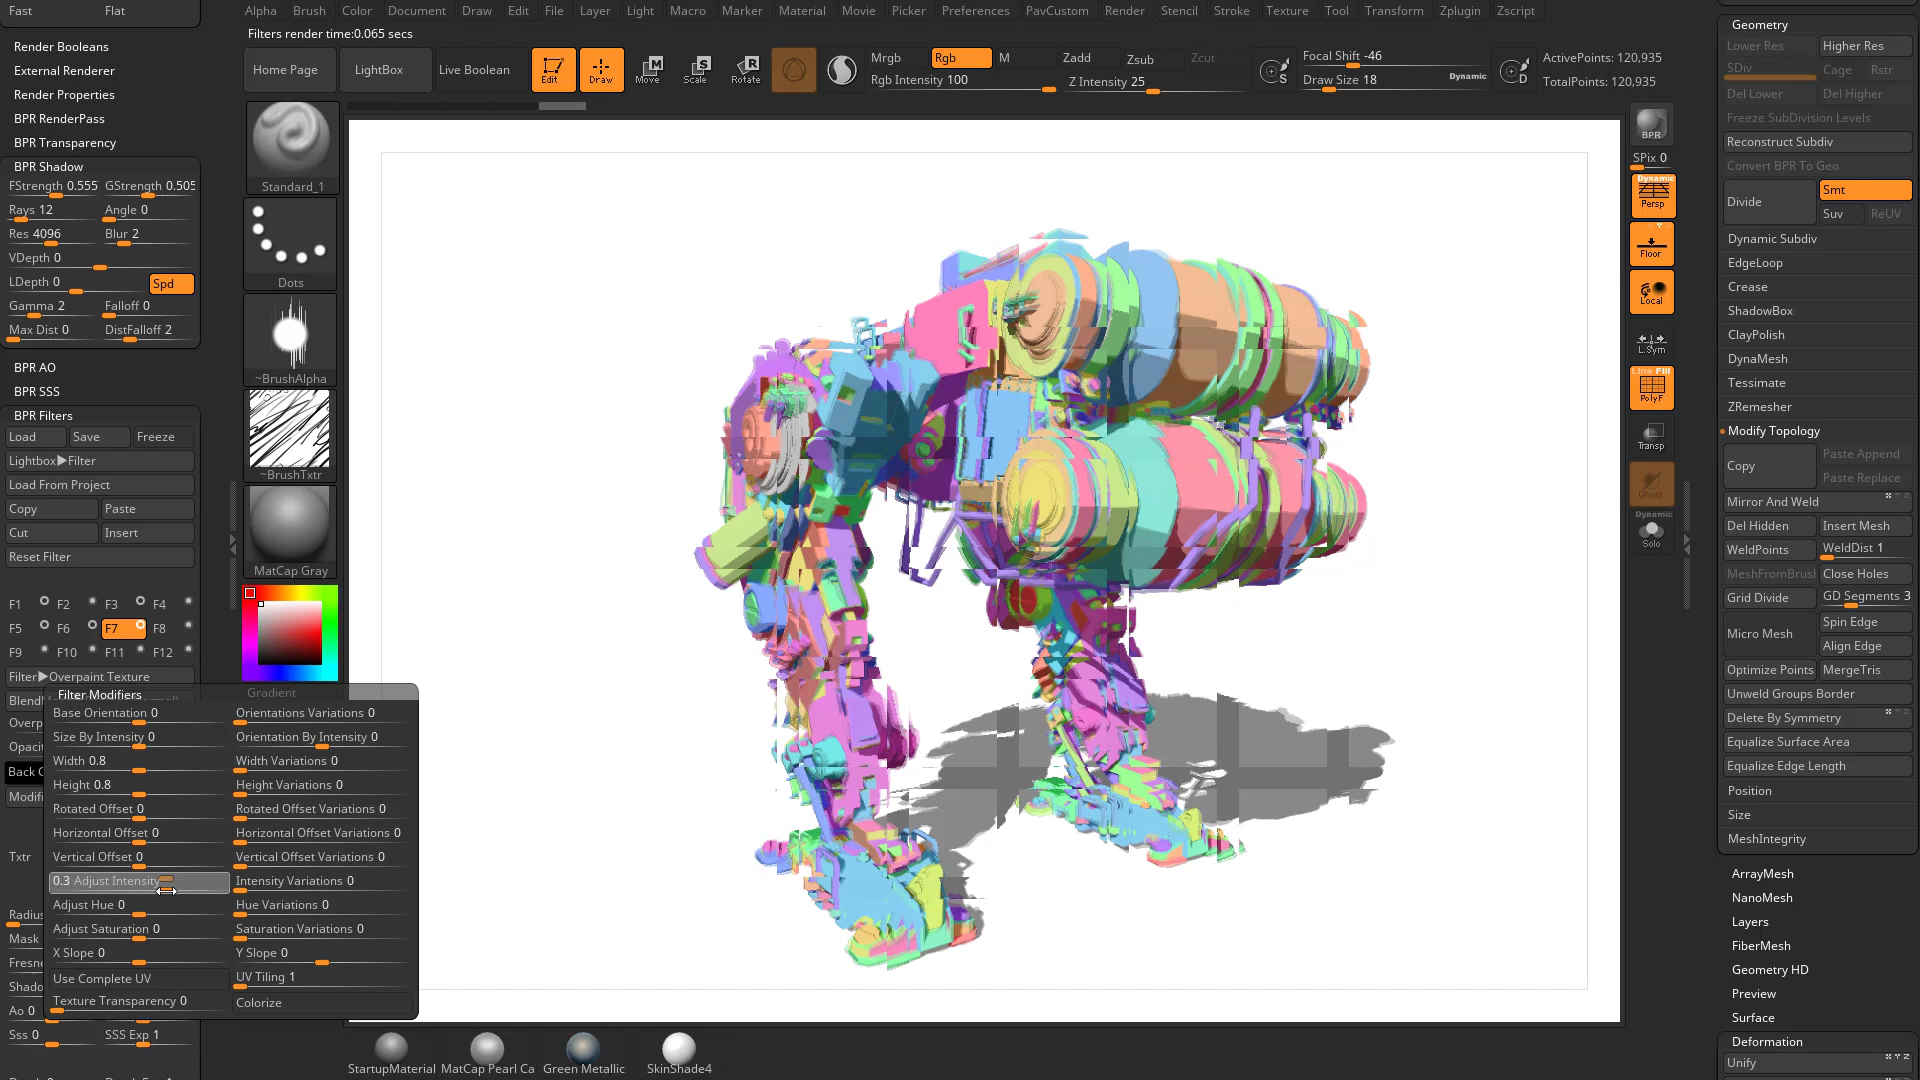 Alpha Brush Color Document Draw Edit File Layer Light Macro Marker Material Movie Picker Preferences PavCustom Render Stencil Stroke Texture Tool Transform Zplugin Zscript
Filters render time:0.065 secs
Home Page LightBox Live Boolean Edit Draw Move Scale Rotate
Mrgb Rgb M Zadd Zsub Zcut
Rgb Intensity 100 Z Intensity 25
S Focal Shift -46
Draw Size 18 Dynamic
D ActivePoints: 120,935
TotalPoints: 120,935
Fast Flat
Render Booleans
External Renderer
Render Properties
BPR RenderPass
BPR Transparency
BPR Shadow
FStrength 0.555 GStrength 0.505
Rays 12 Angle 0
Res 4096 Blur 2
VDepth 0
LDepth 0 Spd
Gamma 2 Falloff 0
Max Dist 0 DistFalloff 2
BPR AO
BPR SSS
BPR Filters
Load Save Freeze
Lightbox▶Filter
Load From Project
Copy Paste
Cut Insert
Reset Filter
F1 F2 F3 F4
F5 F6 F7 F8
F9 F10 F11 F12
Filter▶Overpaint Texture
Blend
Overp
Opacit
Back C
Modifi
Txtr
Radius
Mask
Fresne
Shado
Ao 0
Sss 0 SSS Exp 1
Standard_1
Dots
~BrushAlpha
~BrushTxtr
MatCap Gray
Gradient
Filter Modifiers
Base Orientation 0 Orientations Variations 0
Size By Intensity 0 Orientation By Intensity 0
Width 0.8 Width Variations 0
Height 0.8 Height Variations 0
Rotated Offset 0 Rotated Offset Variations 0
Horizontal Offset 0 Horizontal Offset Variations 0
Vertical Offset 0 Vertical Offset Variations 0
0.3 Adjust Intensity Intensity Variations 0
Adjust Hue 0 Hue Variations 0
Adjust Saturation 0 Saturation Variations 0
X Slope 0 Y Slope 0
Use Complete UV UV Tiling 1
Texture Transparency 0 Colorize
StartupMaterial MatCap Pearl Ca Green Metallic SkinShade4
BPR
SPix 0
Dynamic
Persp
Floor
Local
L.Sym
Line Fill
PolyF
Transp
Ghost
Dynamic
Solo
Geometry
Lower Res Higher Res
SDiv Cage Rstr
Del Lower Del Higher
Freeze SubDivision Levels
Reconstruct Subdiv
Convert BPR To Geo
Divide Smt
Suv ReUV
Dynamic Subdiv
EdgeLoop
Crease
ShadowBox
ClayPolish
DynaMesh
Tessimate
ZRemesher
Modify Topology
Copy Paste Append
Paste Replace
Mirror And Weld
Del Hidden Insert Mesh
WeldPoints WeldDist 1
MeshFromBrush Close Holes
Grid Divide GD Segments 3
Micro Mesh Spin Edge
Align Edge
Optimize Points MergeTris
Unweld Groups Border
Delete By Symmetry
Equalize Surface Area
Equalize Edge Length
Position
Size
MeshIntegrity
ArrayMesh
NanoMesh
Layers
FiberMesh
Geometry HD
Preview
Surface
Deformation
Unify